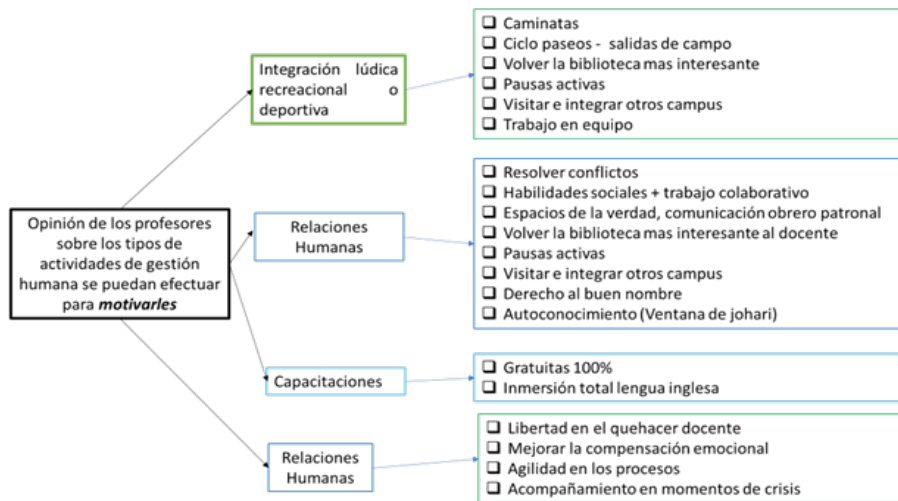 Opinión de los profesores
sobre los tipos de
actividades de gestión
humana se puedan efectuar
para motivarles
Integración lúdica
recreacional o
deportiva
❑ Caminatas
❑ Ciclo paseos - salidas de campo
❑ Volver la biblioteca mas interesante
❑ Pausas activas
❑ Visitar e integrar otros campus
❑ Trabajo en equipo
Relaciones
Humanas
❑ Resolver conflictos
❑ Habilidades sociales + trabajo colaborativo
❑ Espacios de la verdad, comunicación obrero patronal
❑ Volver la biblioteca mas interesante al docente
❑ Pausas activas
❑ Visitar e integrar otros campus
❑ Derecho al buen nombre
❑ Autoconocimiento (Ventana de johari)
Capacitaciones
❑ Gratuitas 100%
❑ Inmersión total lengua inglesa
Relaciones
Humanas
❑ Libertad en el quehacer docente
❑ Mejorar la compensación emocional
❑ Agilidad en los procesos
❑ Acompañamiento en momentos de crisis